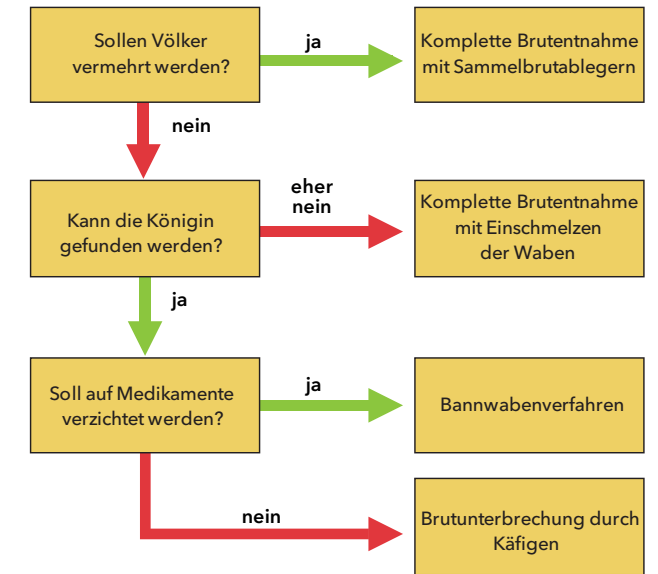 Sollen Völker
vermehrt werden?
ja
Komplette Brutentnahme
mit Sammelbrutablegern
nein
Kann die Königin
gefunden werden?
eher
nein
Komplette Brutentnahme
mit Einschmelzen
der Waben
ja
Soll auf Medikamente
verzichtet werden?
ja
Bannwabenverfahren
nein
Brutunterbrechung durch
Käfigen